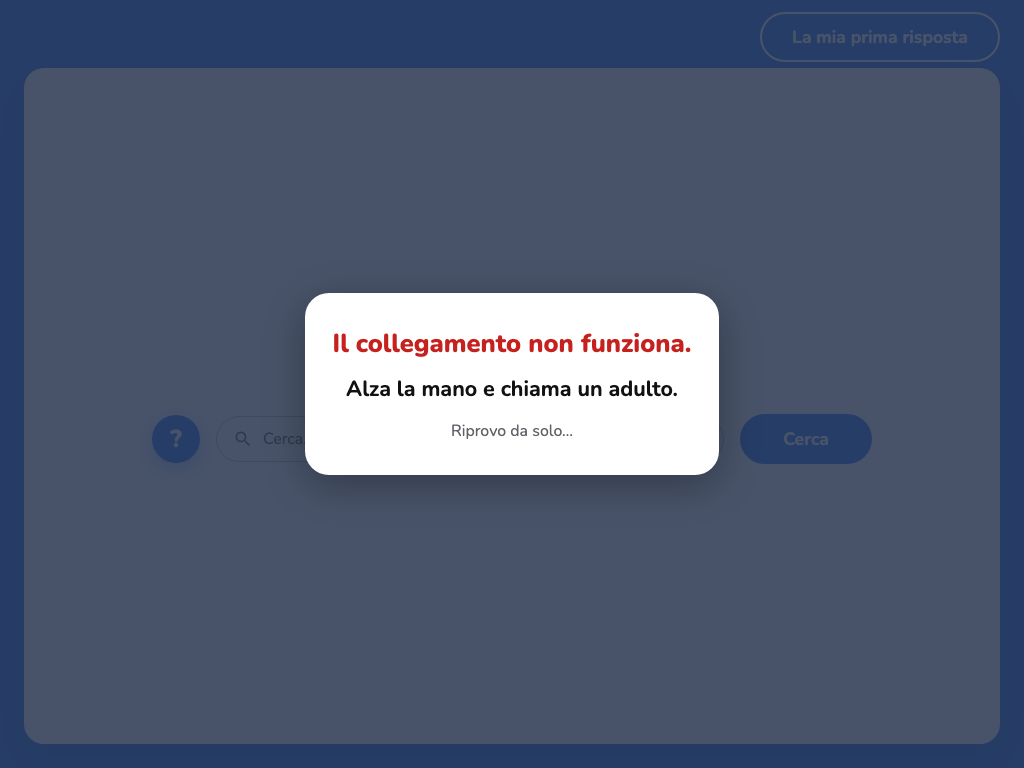 La mia prima risposta
Il collegamento non funziona.
Alza la mano e chiama un adulto.
Riprovo da solo...
?
Cerca
Cerca